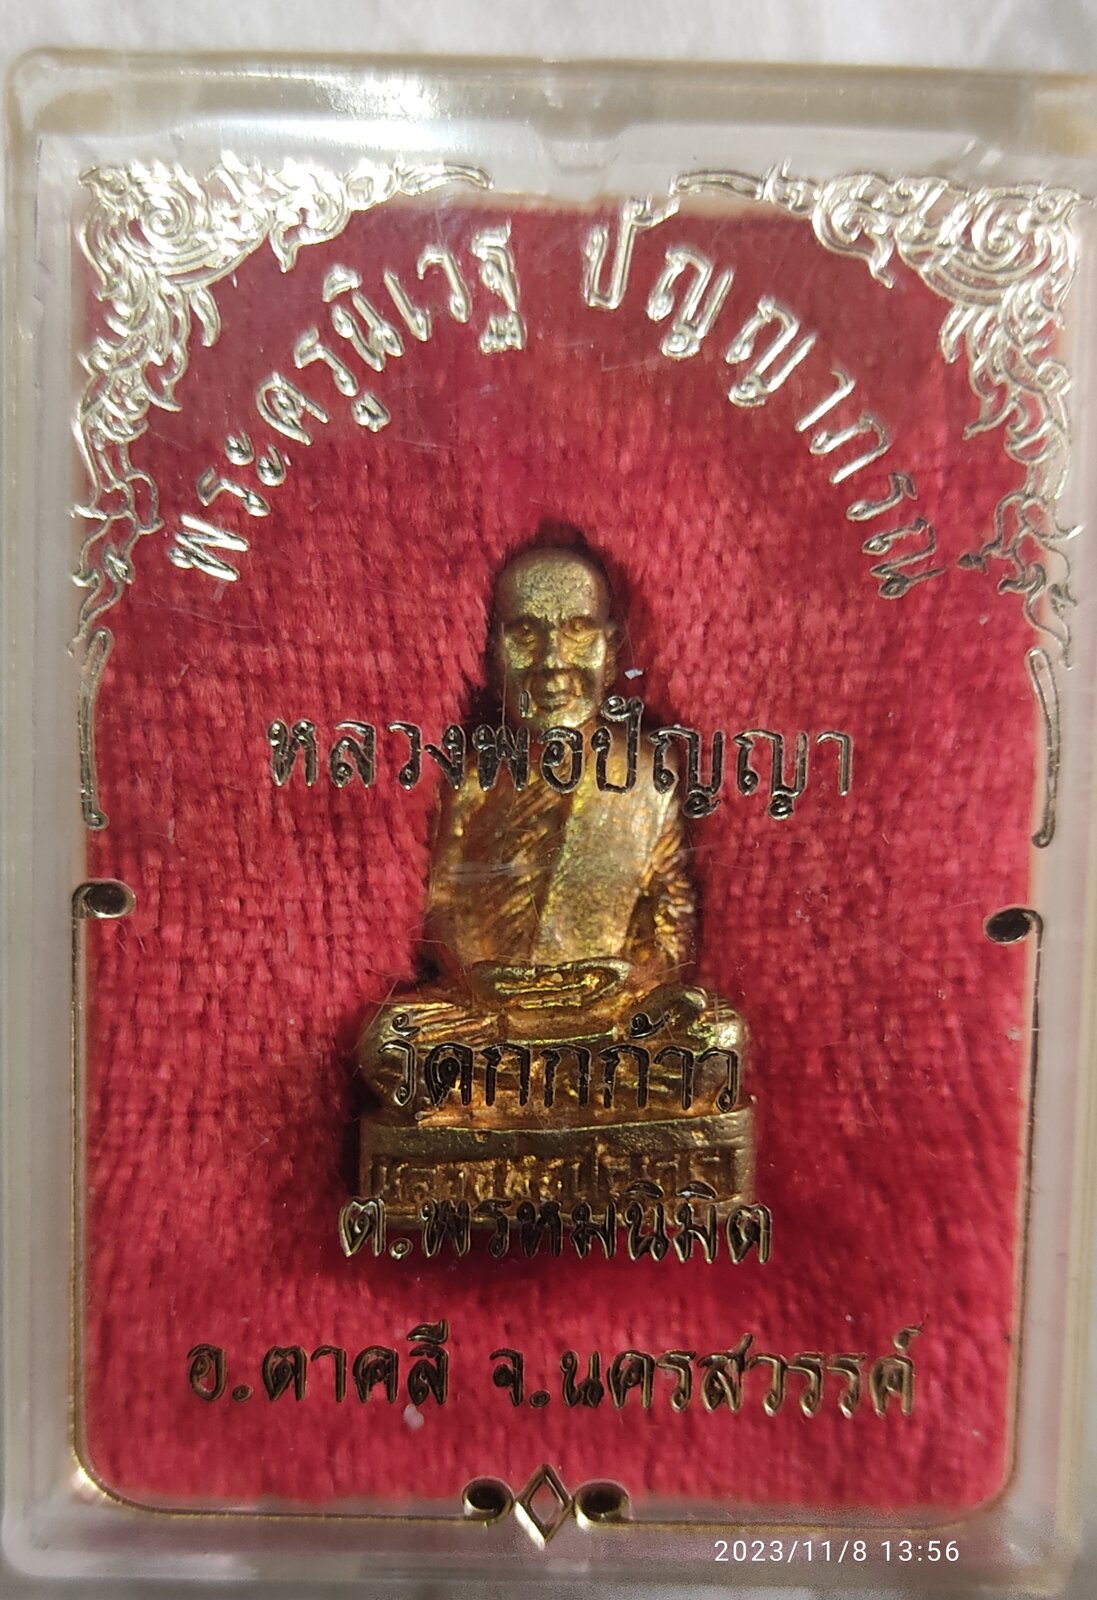 พระครูนิเวฐ ปัญญาภรณ
หลวงพ่อปัญญา
วัดกกกก้าว
ต.พรหมนิมิต
อ.ตาคลี จ.นครสวรรค์
2023/11/8 13:56